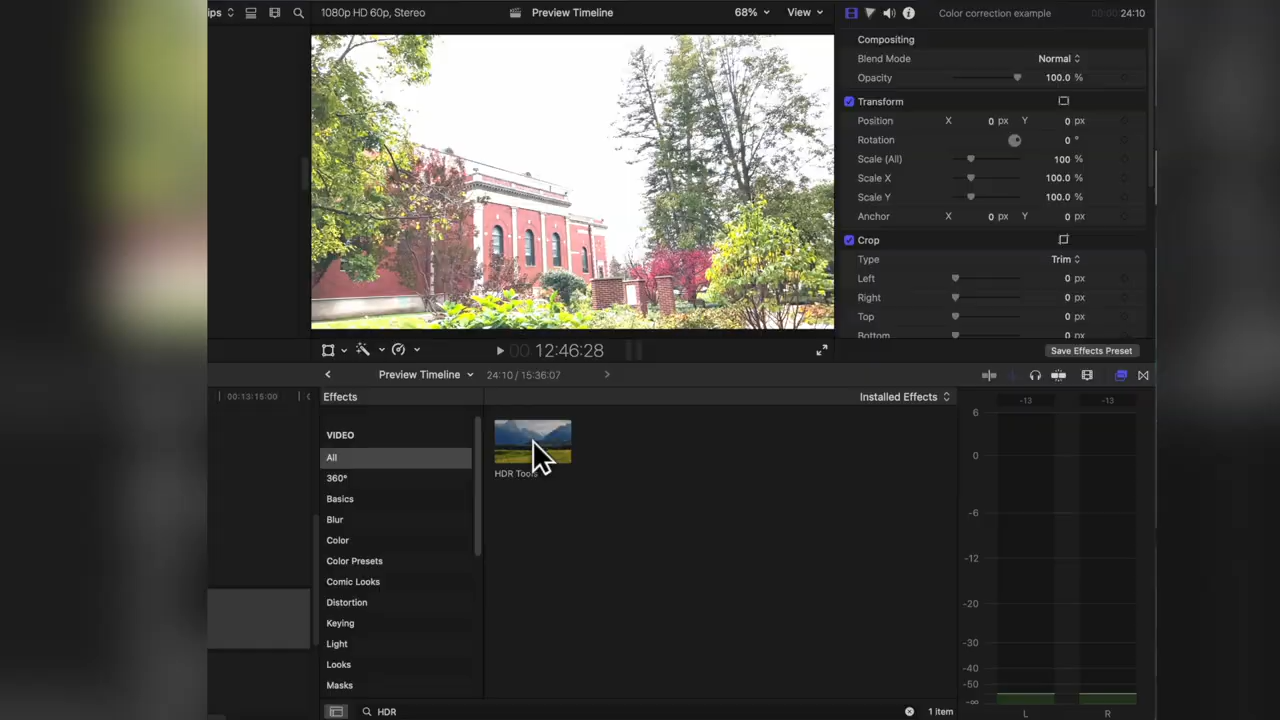 ips
1080p HD 60p, Stereo
Preview Timeline
68%
View
Color correction example
00:00:24:10
Compositing
Blend Mode
Normal
Opacity
100.0 %
Transform
Position
X
0 px
Y
0 px
Rotation
0 °
Scale (All)
100 %
Scale X
100.0 %
Scale Y
100.0 %
Anchor
X
0 px
Y
0 px
Crop
Type
Trim
Left
0 px
Right
0 px
Top
0 px
Bottom
0 px
00 12:46:28
Save Effects Preset
Preview Timeline
24:10 / 15:36:07
00:13:15:00
Effects
Installed Effects
VIDEO
All
360°
Basics
Blur
Color
Color Presets
Comic Looks
Distortion
Keying
Light
Looks
Masks
HDR Tools
-13
-13
6
0
-6
-12
-20
-30
-40
-50
-∞
-∞
L
R
HDR
1 item